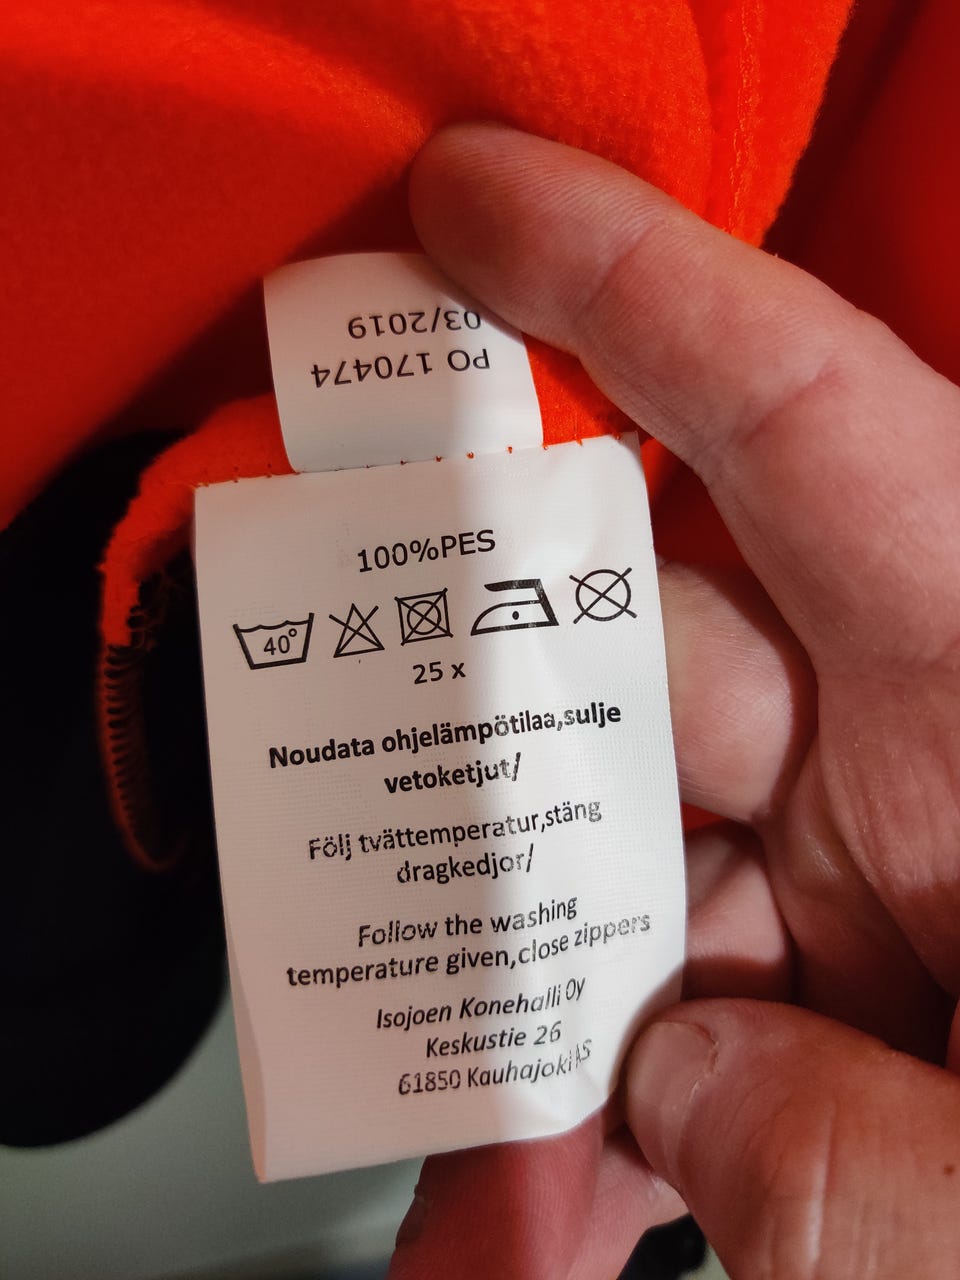 03/2019
PO 170474
100%PES
40°
25 x
Noudata ohjelämpötilaa,sulje
vetoketjut/
Följ tvättemperatur,stäng
dragkedjor/
Follow the washing
temperature given,close zippers
Isojoen Konehalli Oy
Keskustie 26
61850 Kauhajoki AS